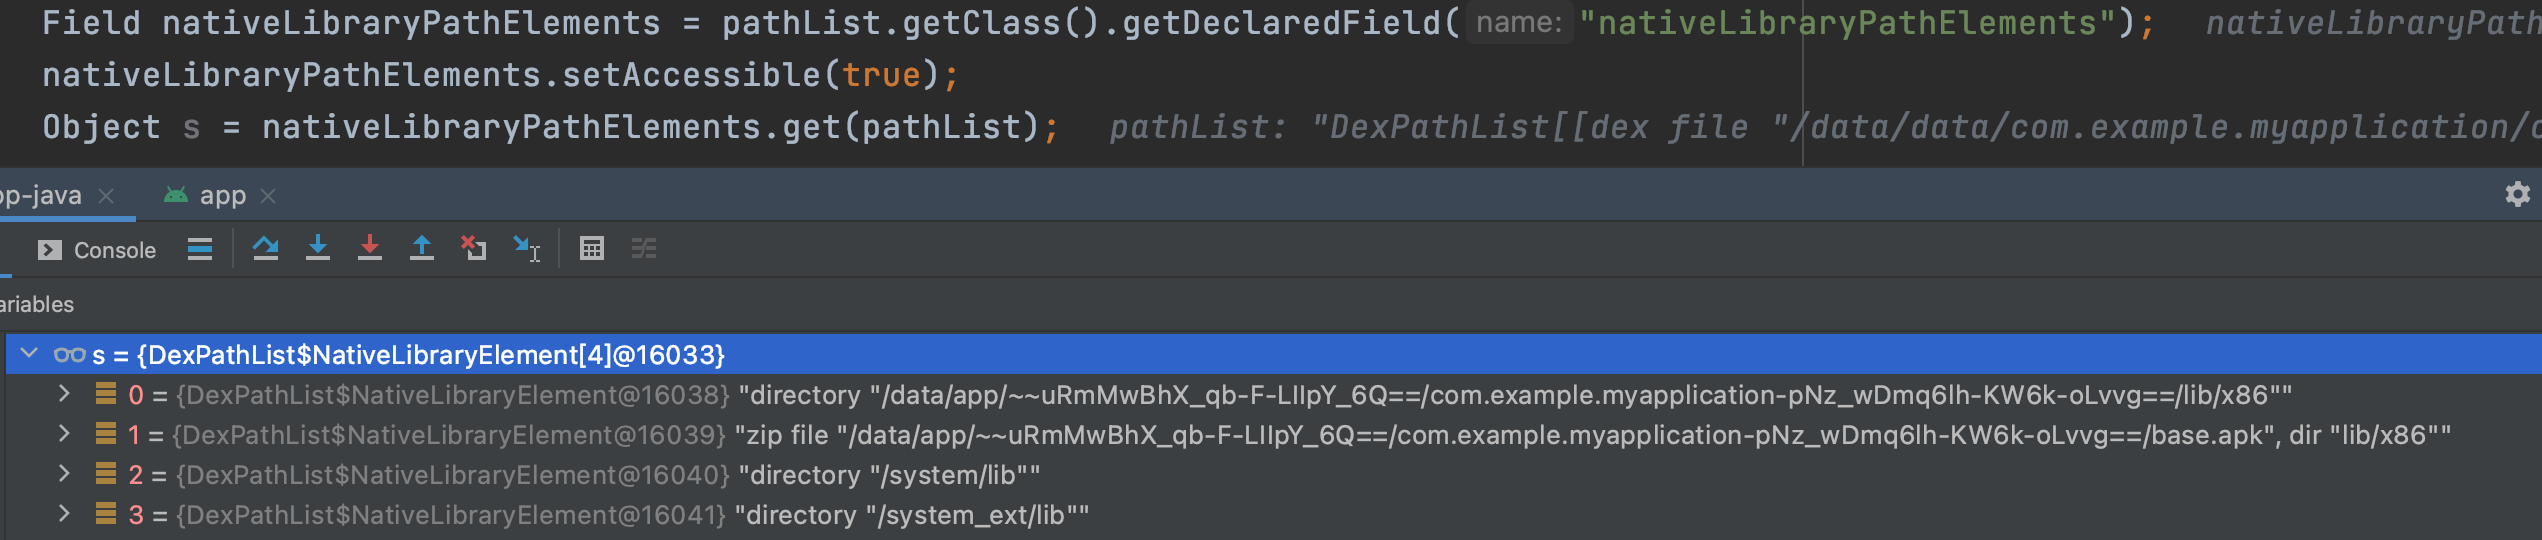 Field nativeLibraryPathElements = pathList.getClass().getDeclaredField( name: "nativeLibraryPathElements"); nativeLibraryPath
nativeLibraryPathElements.setAccessible(true);
Object s = nativeLibraryPathElements.get(pathList); pathList: "DexPathList[[dex file "/data/data/com.example.myapplication/c
pp-java app
Console
ariables
s = {DexPathList$NativeLibraryElement[4]@16033}
0 = {DexPathList$NativeLibraryElement@16038} "directory "/data/app/~~uRmMwBhX_qb-F-LIlpY_6Q==/com.example.myapplication-pNz_wDmq6lh-KW6k-oLvvg==/lib/x86""
1 = {DexPathList$NativeLibraryElement@16039} "zip file "/data/app/~~uRmMwBhX_qb-F-LIlpY_6Q==/com.example.myapplication-pNz_wDmq6lh-KW6k-oLvvg==/base.apk", dir "lib/x86""
2 = {DexPathList$NativeLibraryElement@16040} "directory "/system/lib""
3 = {DexPathList$NativeLibraryElement@16041} "directory "/system_ext/lib""